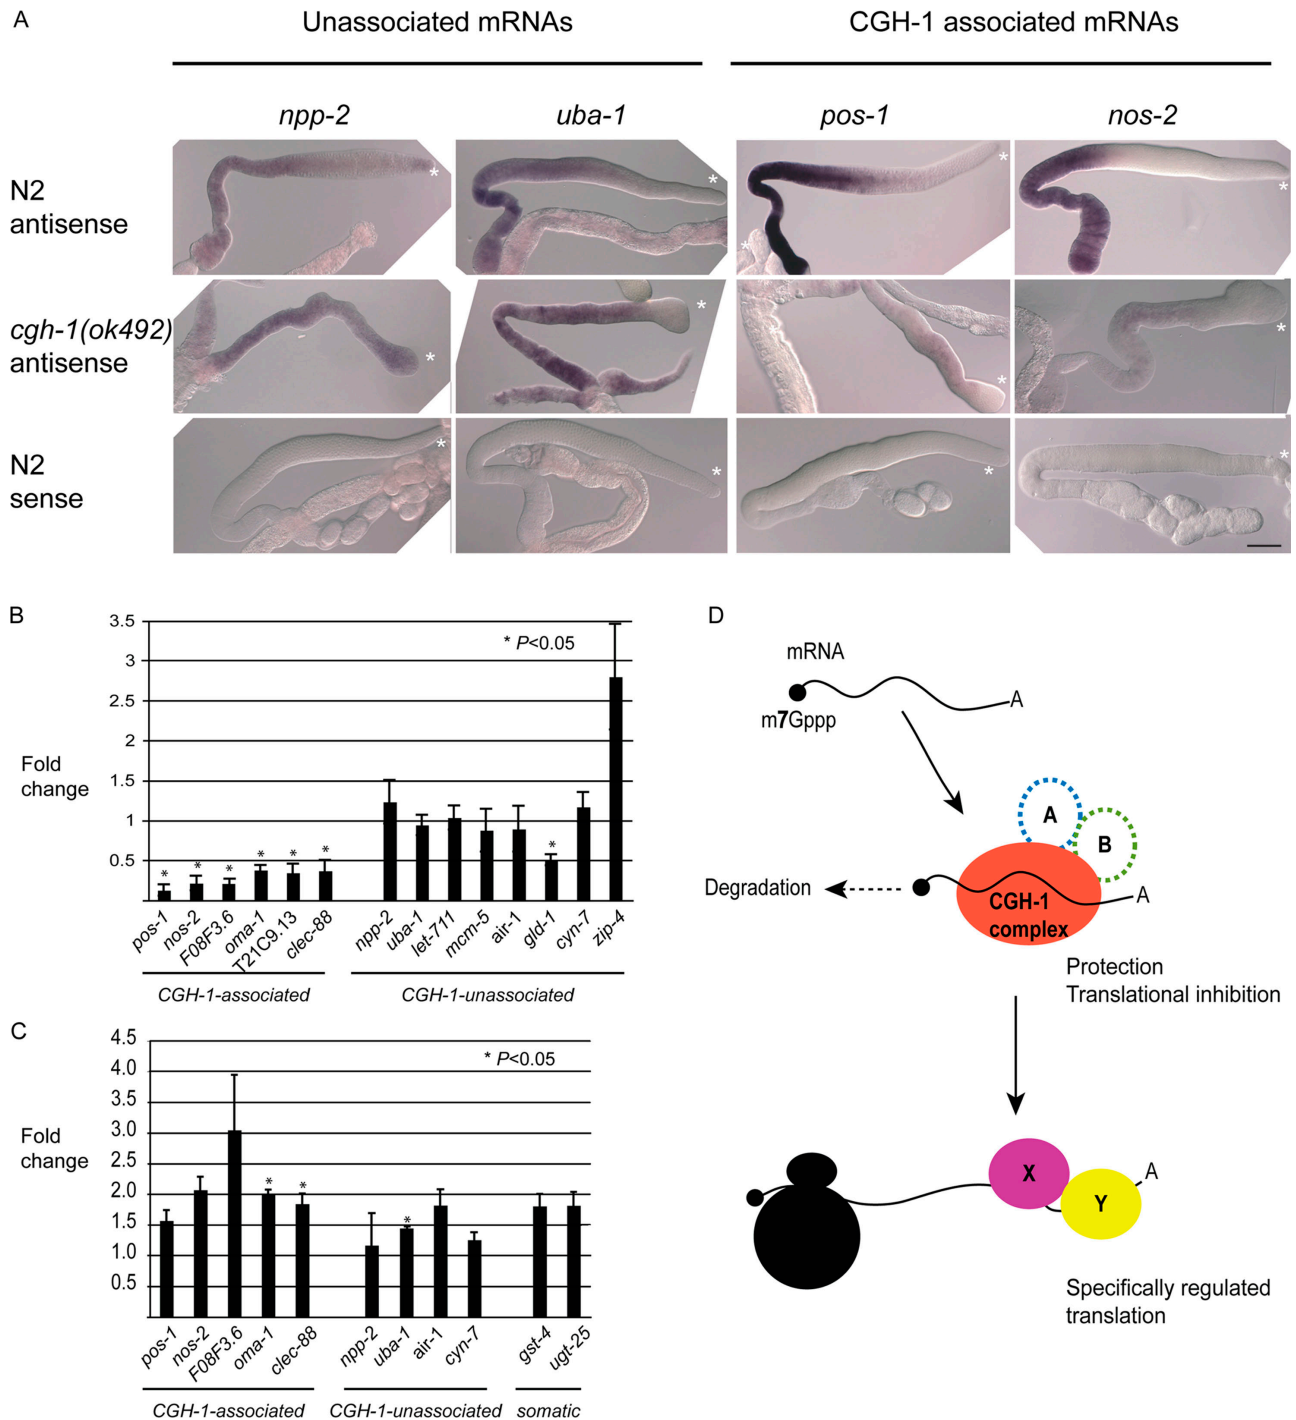 A
Unassociated mRNAs
CGH-1 associated mRNAs
npp-2
uba-1
pos-1
nos-2
N2
antisense
*
*
*
*
*
cgh-1(ok492)
antisense
*
*
*
*
N2
sense
*
*
*
*
B
3.5
3
2.5
2
1.5
1
0.5
Fold
change
* P<0.05
*
*
*
*
*
*
*
pos-1
nos-2
F08F3.6
oma-1
T21C9.13
clec-88
npp-2
uba-1
let-711
mcm-5
air-1
gld-1
cyn-7
zip-4
CGH-1-associated
CGH-1-unassociated
C
4.5
4.0
3.5
3.0
2.5
2.0
1.5
1.0
0.5
Fold
change
* P<0.05
*
*
*
pos-1
nos-2
F08F3.6
oma-1
clec-88
npp-2
uba-1
air-1
cyn-7
gst-4
ugt-25
CGH-1-associated
CGH-1-unassociated
somatic
D
mRNA
A
m7Gppp
A
B
Degradation
A
CGH-1
complex
Protection
Translational inhibition
X
A
Y
Specifically regulated
translation